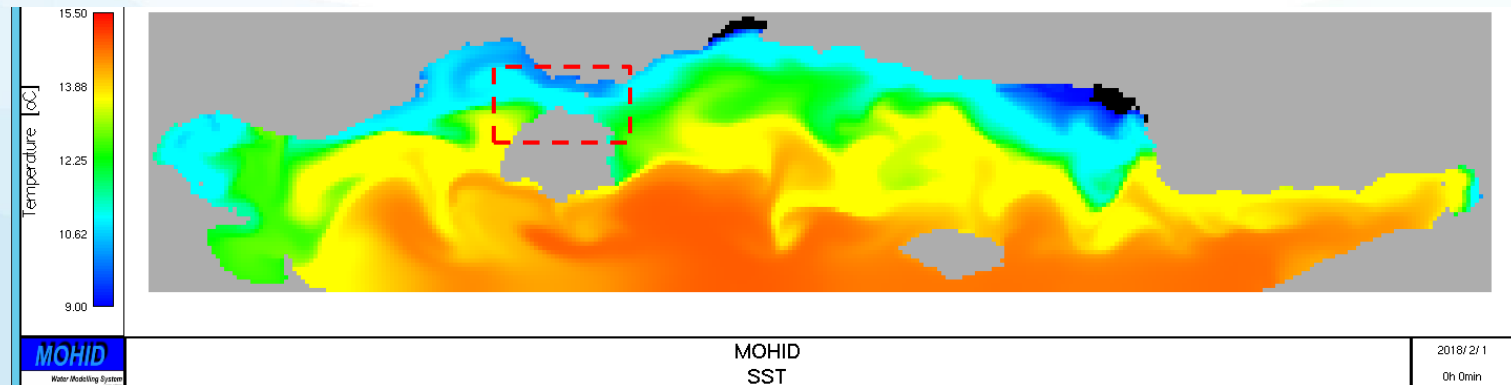 15.50
13.88
12.25
10.62
9.00
Temperature [oC]
MOHID
Water Modelling System
MOHID
SST
2018/2/1
0h 0min